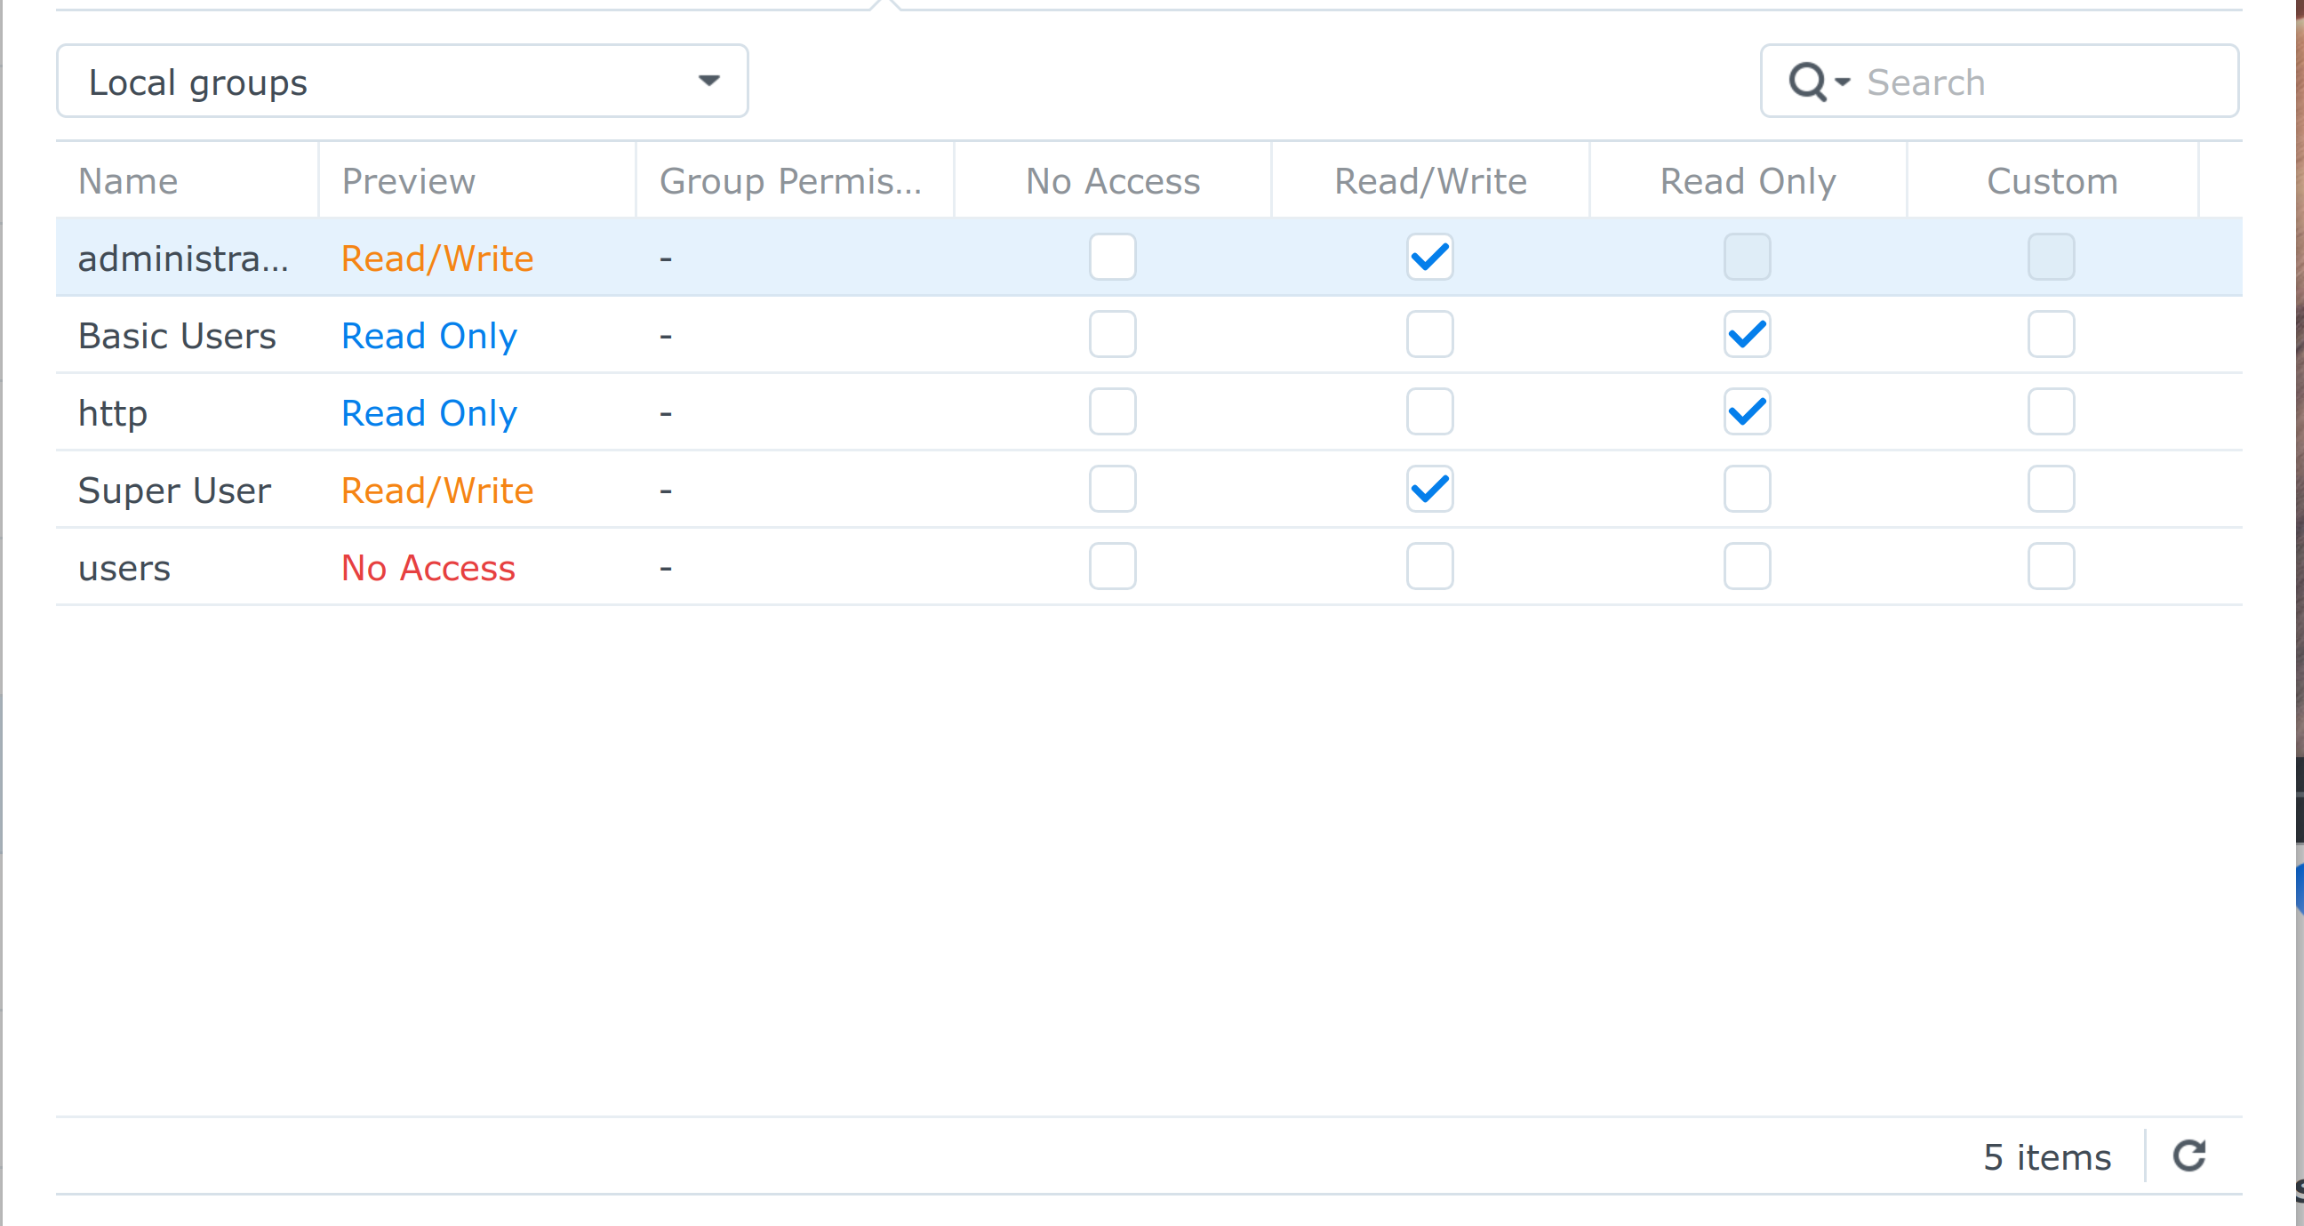 Local groups
Search
Name Preview Group Permis... No Access Read/Write Read Only Custom
administra... Read/Write -
Basic Users Read Only -
http Read Only -
Super User Read/Write -
users No Access -
5 items